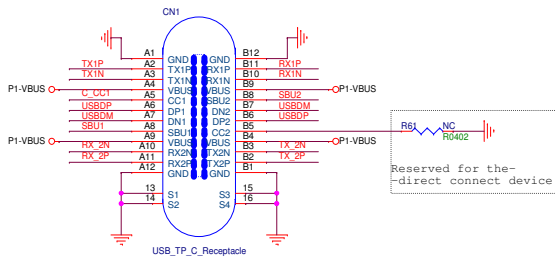 CN1
A1 GND GND B12
TX1P A2 TX1P RX1P B11 RX1P
TX1N A3 TX1N RX1N B10 RX1N
P1-VBUS A4 VBUS VBUS B9 P1-VBUS
C_CC1 A5 CC1 SBU2 B8 SBU2
USBDP A6 DP1 DN2 B7 USBDM
USBDM A7 DN1 DP2 B6 USBDP
SBU1 A8 SBU1 CC2 B5 R61 NC
R0402
P1-VBUS A9 VBUS VBUS B4 P1-VBUS
RX_2N A10 RX2N TX2N B3 TX_2N
RX_2P A11 RX2P TX2P B2 TX_2P
A12 GND GND B1
Reserved for the-
-direct connect device
13 S1 S3 15
14 S2 S4 16
USB_TP_C_Receptacle